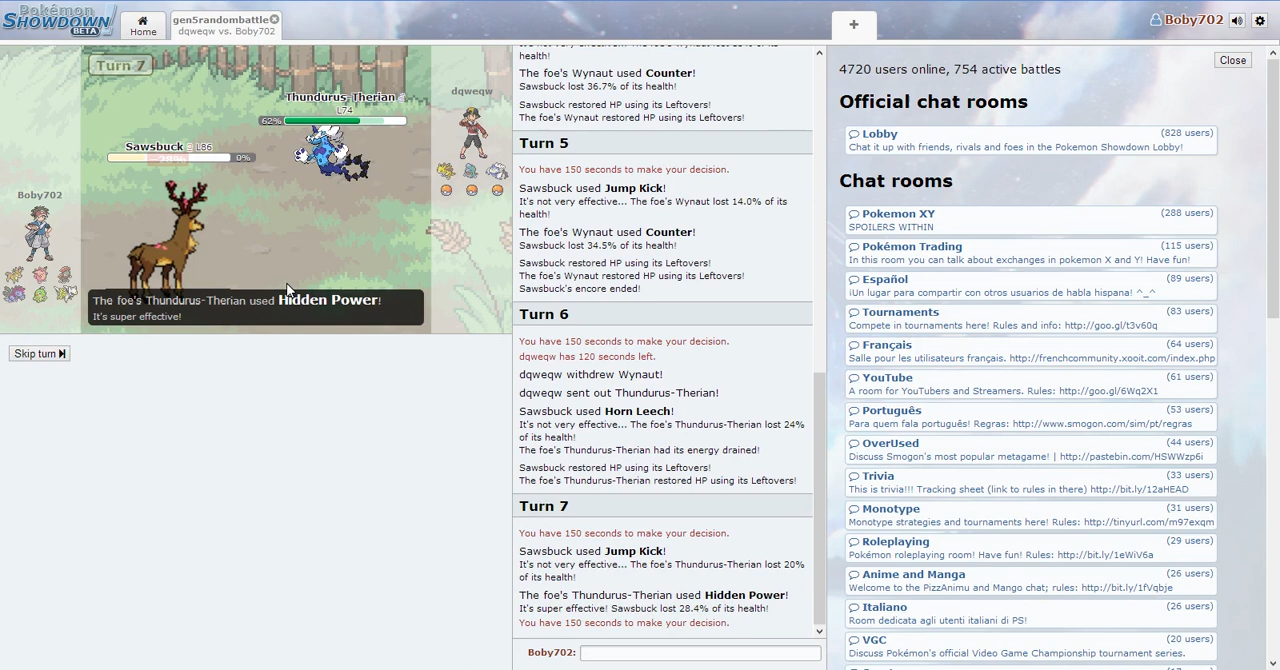 Pokémon
SHOWDOWN!
BETA
Home
gen5randombattle
dqweqw vs. Boby702
+
Boby702
Turn 7
Thundurus-Therian
L74
62%
Sawsbuck L86
-28%
0%
dqweqw
Boby702
The foe's Thundurus-Therian used Hidden Power!
It's super effective!
Skip turn
health!
The foe's Wynaut used Counter!
Sawsbuck lost 36.7% of its health!
Sawsbuck restored HP using its Leftovers!
The foe's Wynaut restored HP using its Leftovers!
Turn 5
You have 150 seconds to make your decision.
Sawsbuck used Jump Kick!
It's not very effective... The foe's Wynaut lost 14.0% of its
health!
The foe's Wynaut used Counter!
Sawsbuck lost 34.5% of its health!
Sawsbuck restored HP using its Leftovers!
The foe's Wynaut restored HP using its Leftovers!
Sawsbuck's encore ended!
Turn 6
You have 150 seconds to make your decision.
dqweqw has 120 seconds left.
dqweqw withdrew Wynaut!
dqweqw sent out Thundurus-Therian!
Sawsbuck used Horn Leech!
It's not very effective... The foe's Thundurus-Therian lost 24%
of its health!
The foe's Thundurus-Therian had its energy drained!
Sawsbuck restored HP using its Leftovers!
The foe's Thundurus-Therian restored HP using its Leftovers!
Turn 7
You have 150 seconds to make your decision.
Sawsbuck used Jump Kick!
It's not very effective... The foe's Thundurus-Therian lost 20%
of its health!
The foe's Thundurus-Therian used Hidden Power!
It's super effective! Sawsbuck lost 28.4% of its health!
You have 150 seconds to make your decision.
Boby702:
4720 users online, 754 active battles
Close
Official chat rooms
Lobby (828 users)
Chat it up with friends, rivals and foes in the Pokemon Showdown Lobby!
Chat rooms
Pokemon XY (288 users)
SPOILERS WITHIN
Pokémon Trading (115 users)
In this room you can talk about exchanges in pokemon X and Y! Have fun!
Español (89 users)
¡Un lugar para compartir con otros usuarios de habla hispana! ^_^
Tournaments (83 users)
Compete in tournaments here! Rules and info: http://goo.gl/t3v60q
Français (64 users)
Salle pour les utilisateurs français. http://frenchcommunity.xooit.com/index.php
YouTube (61 users)
A room for YouTubers and Streamers. Rules: http://goo.gl/6Wq2X1
Português (53 users)
Para quem fala português! Regras: http://www.smogon.com/sim/pt/regras
OverUsed (44 users)
Discuss Smogon's most popular metagame! | http://pastebin.com/HSWWzp6i
Trivia (33 users)
This is trivia!!! Tracking sheet (link to rules in there) http://bit.ly/12aHEAD
Monotype (31 users)
Monotype strategies and tournaments here! Rules: http://tinyurl.com/m97exqm
Roleplaying (29 users)
Pokémon roleplaying room! Have fun! Rules: http://bit.ly/1eWiV6a
Anime and Manga (26 users)
Welcome to the PizzAnimu and Mango chat; rules: http://bit.ly/1fVqbje
Italiano (26 users)
Room dedicata agli utenti italiani di PS!
VGC (20 users)
Discuss Pokémon's official Video Game Championship tournament series.